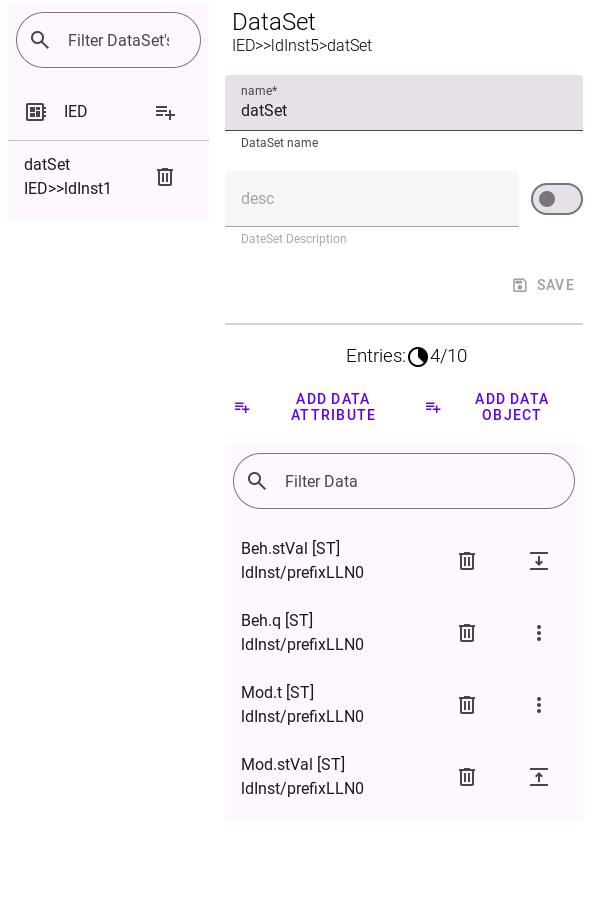 Filter DataSet's
IED
datSet
IED>>ldInst1
DataSet
IED>>ldInst5>datSet
name*
datSet
DataSet name
desc
DateSet Description
SAVE
Entries: 4/10
ADD DATA
ATTRIBUTE
ADD DATA
OBJECT
Filter Data
Beh.stVal [ST]
ldInst/prefixLLN0
Beh.q [ST]
ldInst/prefixLLN0
Mod.t [ST]
ldInst/prefixLLN0
Mod.stVal [ST]
ldInst/prefixLLN0